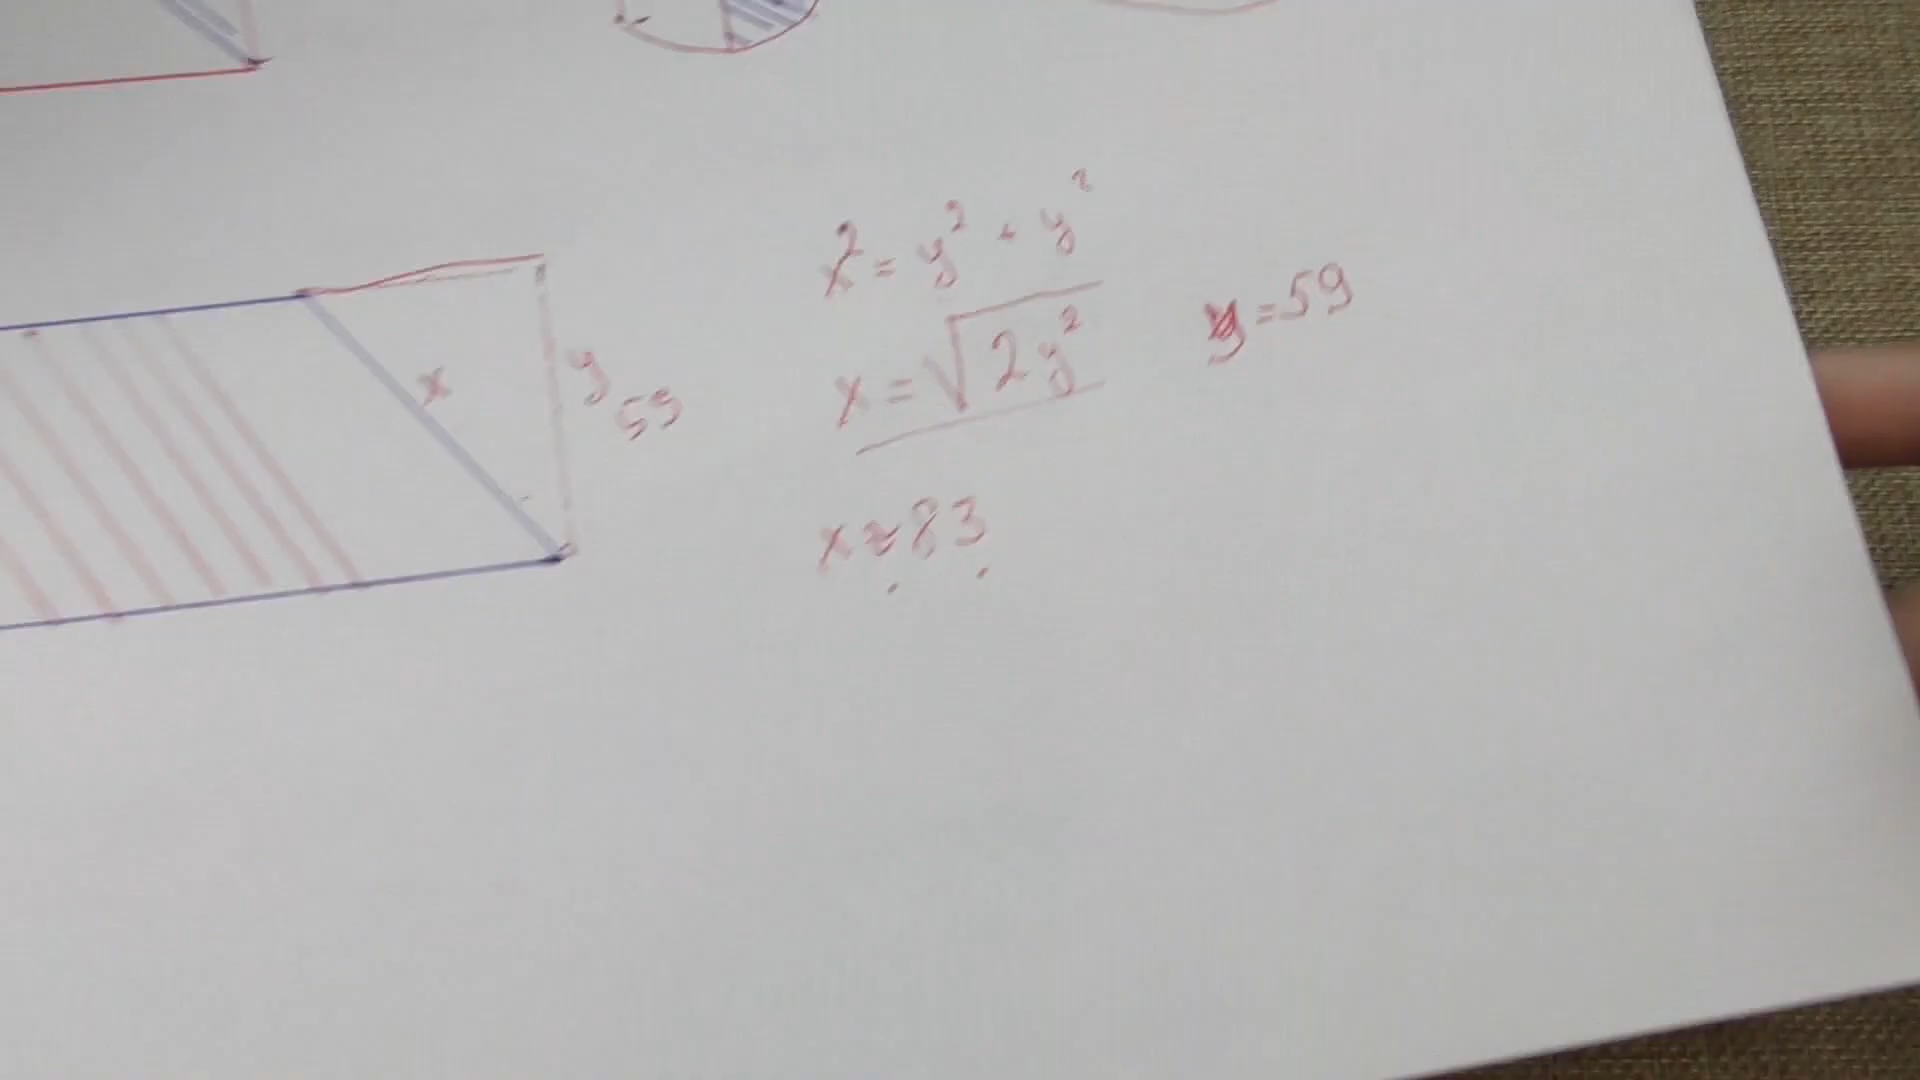 x² = y² + y²
x = √2y²
y = 59
x
y
59
x ≈ 83